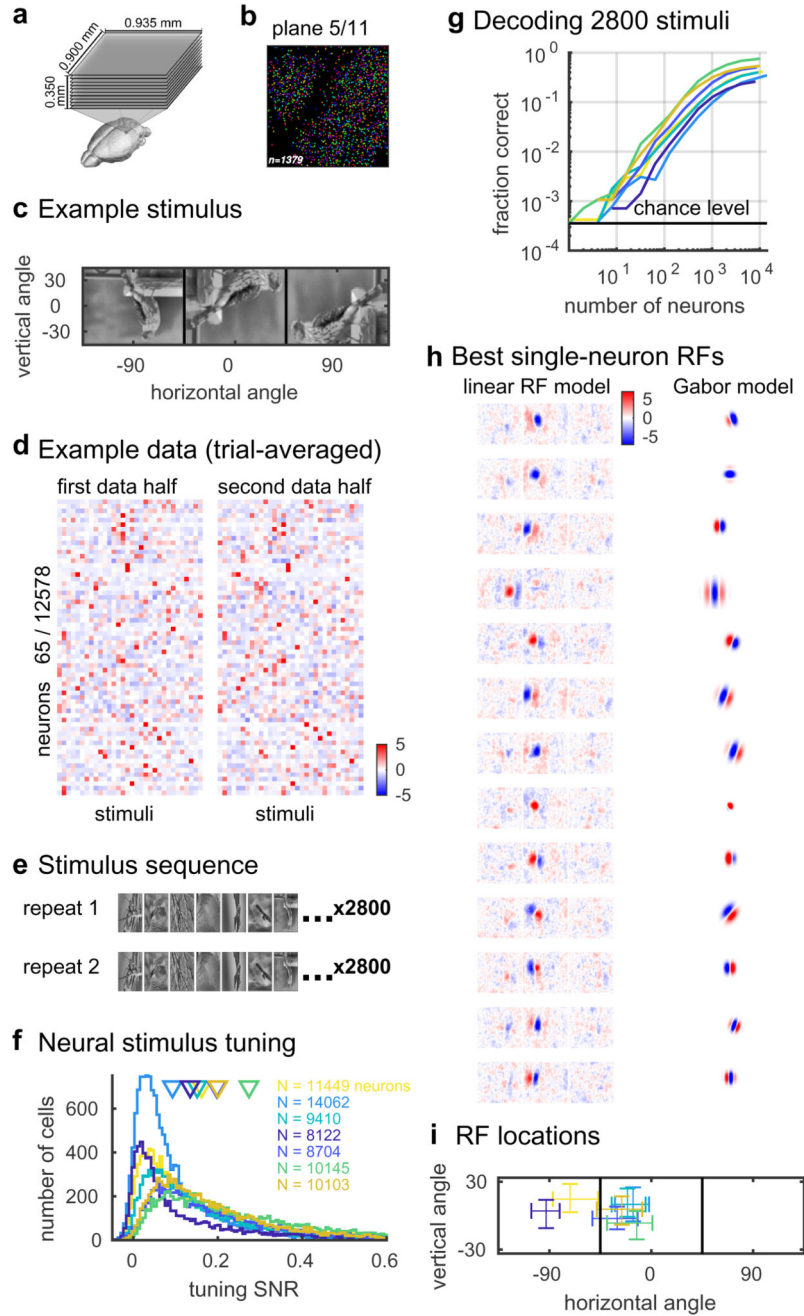 a
0.935 mm
0.900 mm
0.350 mm
b
plane 5/11
n=1379
c Example stimulus
vertical angle
30
0
-30
-90
0
90
horizontal angle
d Example data (trial-averaged)
first data half
second data half
neurons 65 / 12578
5
0
-5
stimuli
stimuli
e Stimulus sequence
repeat 1
...x2800
repeat 2
...x2800
f Neural stimulus tuning
number of cells
600
400
200
0
N = 11449 neurons
N = 14062
N = 9410
N = 8122
N = 8704
N = 10145
N = 10103
0
0.2
0.4
0.6
tuning SNR
g Decoding 2800 stimuli
fraction correct
10^0
10^-1
10^-2
10^-3
10^-4
chance level
10^1
10^2
10^3
10^4
number of neurons
h Best single-neuron RFs
linear RF model
7
0
-7
Gabor model
i RF locations
vertical angle
30
-30
-90
0
90
horizontal angle